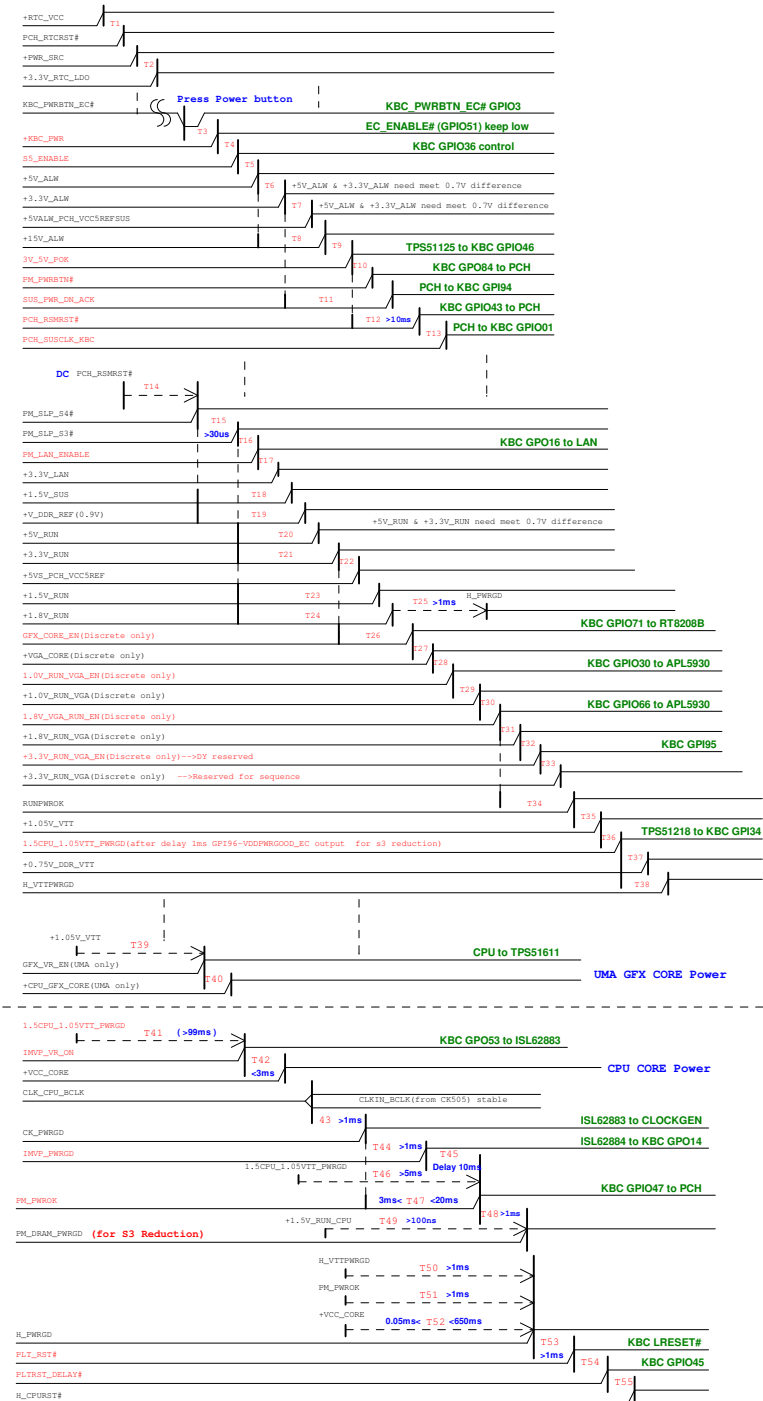 +RTC_VCC
T1
PCH_RTCRST#
+PWR_SRC
T2
+3.3V_RTC_LDO
Press Power button
KBC_PWRBTN_EC#
KBC_PWRBTN_EC# GPIO3
T3
EC_ENABLE# (GPIO51) keep low
+KBC_PWR
T4
KBC GPIO36 control
S5_ENABLE
T5
+5V_ALW
T6
+5V_ALW & +3.3V_ALW need meet 0.7V difference
+3.3V_ALW
T7
+5V_ALW & +3.3V_ALW need meet 0.7V difference
+5VALW_PCH_VCC5REFSUS
T8
+15V_ALW
T9
TPS51125 to KBC GPIO46
3V_5V_POK
T10
KBC GPO84 to PCH
PM_PWRBTN#
PCH to KBC GPI94
SUS_PWR_DN_ACK
T11
KBC GPIO43 to PCH
PCH_RSMRST#
T12 >10ms
T13
PCH to KBC GPIO01
PCH_SUSCLK_KBC
DC PCH_RSMRST#
T14
PM_SLP_S4#
T15
>30us
PM_SLP_S3#
T16
KBC GPO16 to LAN
PM_LAN_ENABLE
T17
+3.3V_LAN
+1.5V_SUS
T18
+V_DDR_REF(0.9V)
T19
+5V_RUN & +3.3V_RUN need meet 0.7V difference
+5V_RUN
T20
+3.3V_RUN
T21
T22
+5VS_PCH_VCC5REF
+1.5V_RUN
T23
T25 >1ms
H_PWRGD
+1.8V_RUN
T24
KBC GPIO71 to RT8208B
GFX_CORE_EN(Discrete only)
T26
T27
+VGA_CORE(Discrete only)
T28
KBC GPIO30 to APL5930
1.0V_RUN_VGA_EN(Discrete only)
T29
+1.0V_RUN_VGA(Discrete only)
T30
KBC GPIO66 to APL5930
1.8V_VGA_RUN_EN(Discrete only)
T31
+1.8V_RUN_VGA(Discrete only)
T32
KBC GPI95
+3.3V_RUN_VGA_EN(Discrete only)-->DY reserved
T33
+3.3V_RUN_VGA(Discrete only) -->Reserved for sequence
RUNPWROK
T34
T35
+1.05V_VTT
T36
TPS51218 to KBC GPI34
1.5CPU_1.05VTT_PWRGD(after delay 1ms GPI96-VDDPWRGOOD_EC output for s3 reduction)
T37
+0.75V_DDR_VTT
H_VTTPWRGD
T38
+1.05V_VTT
T39
CPU to TPS51611
GFX_VR_EN(UMA only)
T40
UMA GFX CORE Power
+CPU_GFX_CORE(UMA only)
1.5CPU_1.05VTT_PWRGD
T41 (>99ms)
KBC GPO53 to ISL62883
IMVP_VR_ON
T42
<3ms
CPU CORE Power
+VCC_CORE
CLK_CPU_BCLK
CLKIN_BCLK(from CK505) stable
43 >1ms
ISL62883 to CLOCKGEN
CK_PWRGD
T44 >1ms
ISL62884 to KBC GPO14
IMVP_PWRGD
T45
1.5CPU_1.05VTT_PWRGD
Delay 10ms
T46 >5ms
KBC GPIO47 to PCH
PM_PWROK
3ms< T47 <20ms
T48 >1ms
+1.5V_RUN_CPU
T49 >100ns
PM_DRAM_PWRGD (for S3 Reduction)
H_VTTPWRGD
T50 >1ms
PM_PWROK
T51 >1ms
+VCC_CORE
0.05ms< T52 <650ms
H_PWRGD
T53
>1ms
KBC LRESET#
PLT_RST#
T54
KBC GPIO45
PLTRST_DELAY#
T55
H_CPURST#